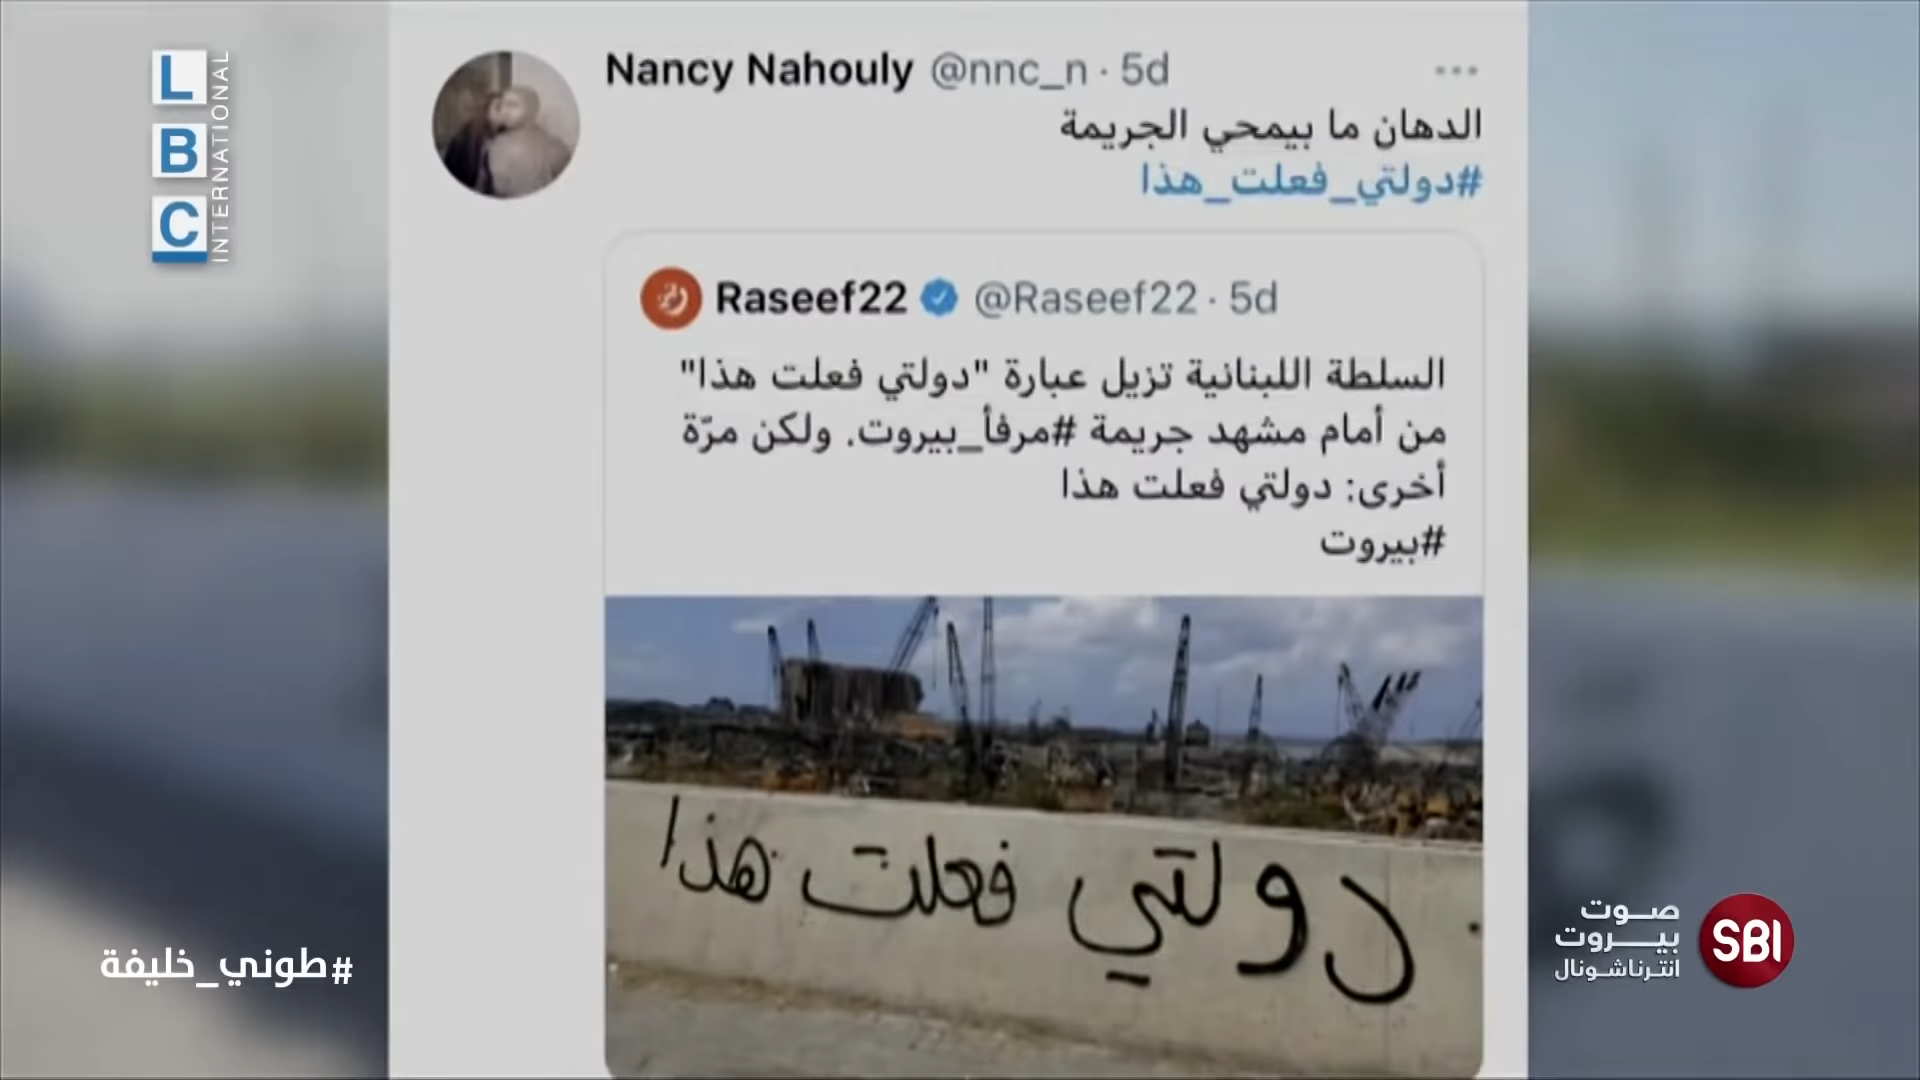 LBC
INTERNATIONAL
Nancy Nahouly @nnc_n · 5d
الدهان ما بيمحي الجريمة
#دولتي_فعلت_هذا
Raseef22 @Raseef22 · 5d
السلطة اللبنانية تزيل عبارة "دولتي فعلت هذا"
من أمام مشهد جريمة #مرفأ_بيروت. ولكن مرّة
أخرى: دولتي فعلت هذا
#بيروت
دولتي فعلت هذا
#طوني_خليفة
صوت
بيروت
انترناشونال
SBI